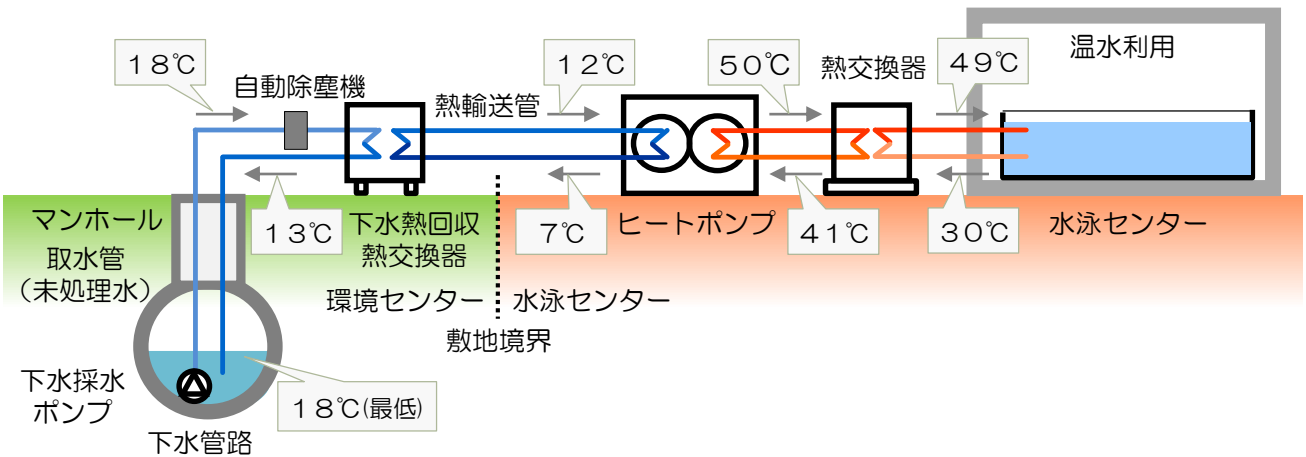 １８℃
自動除塵機
熱輸送管
１２℃
５０℃
熱交換器
４９℃
温水利用
マンホール
取水管
（未処理水）
１３℃
下水熱回収
熱交換器
７℃
ヒートポンプ
４１℃
３０℃
水泳センター
環境センター
水泳センター
敷地境界
下水採水
ポンプ
１８℃(最低)
下水管路